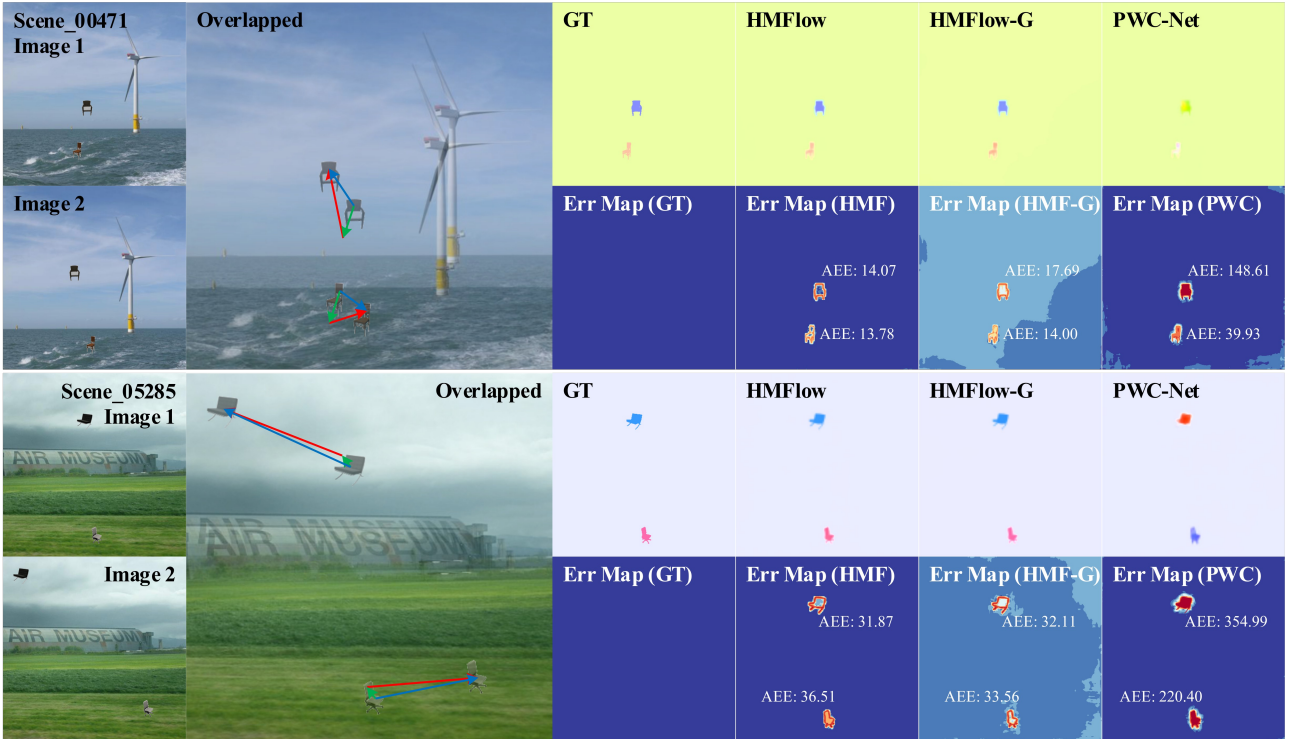 Scene_00471
Image 1
Overlapped
GT
HMFlow
HMFlow-G
PWC-Net
Image 2
Err Map (GT)
Err Map (HMF)
Err Map (HMF-G)
Err Map (PWC)
AEE: 14.07
AEE: 17.69
AEE: 148.61
AEE: 13.78
AEE: 14.00
AEE: 39.93
Scene_05285
Image 1
AIR MUSEUM
Overlapped
AIR MUSEUM
GT
HMFlow
HMFlow-G
PWC-Net
Image 2
AIR MUSEUM
Err Map (GT)
Err Map (HMF)
Err Map (HMF-G)
Err Map (PWC)
AEE: 31.87
AEE: 32.11
AEE: 354.99
AEE: 36.51
AEE: 33.56
AEE: 220.40